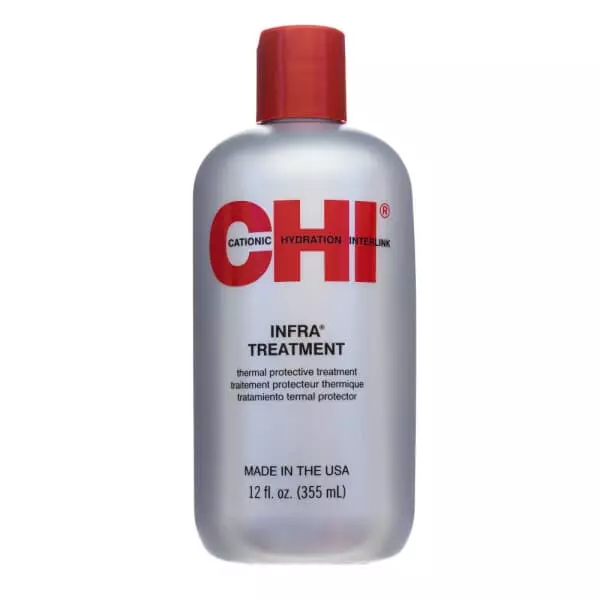 CHI®
CATIONIC HYDRATION INTERLINK
INFRA®
TREATMENT
thermal protective treatment
traitement protecteur thermique
tratamiento termal protector
MADE IN THE USA
12 fl. oz. (355 mL)